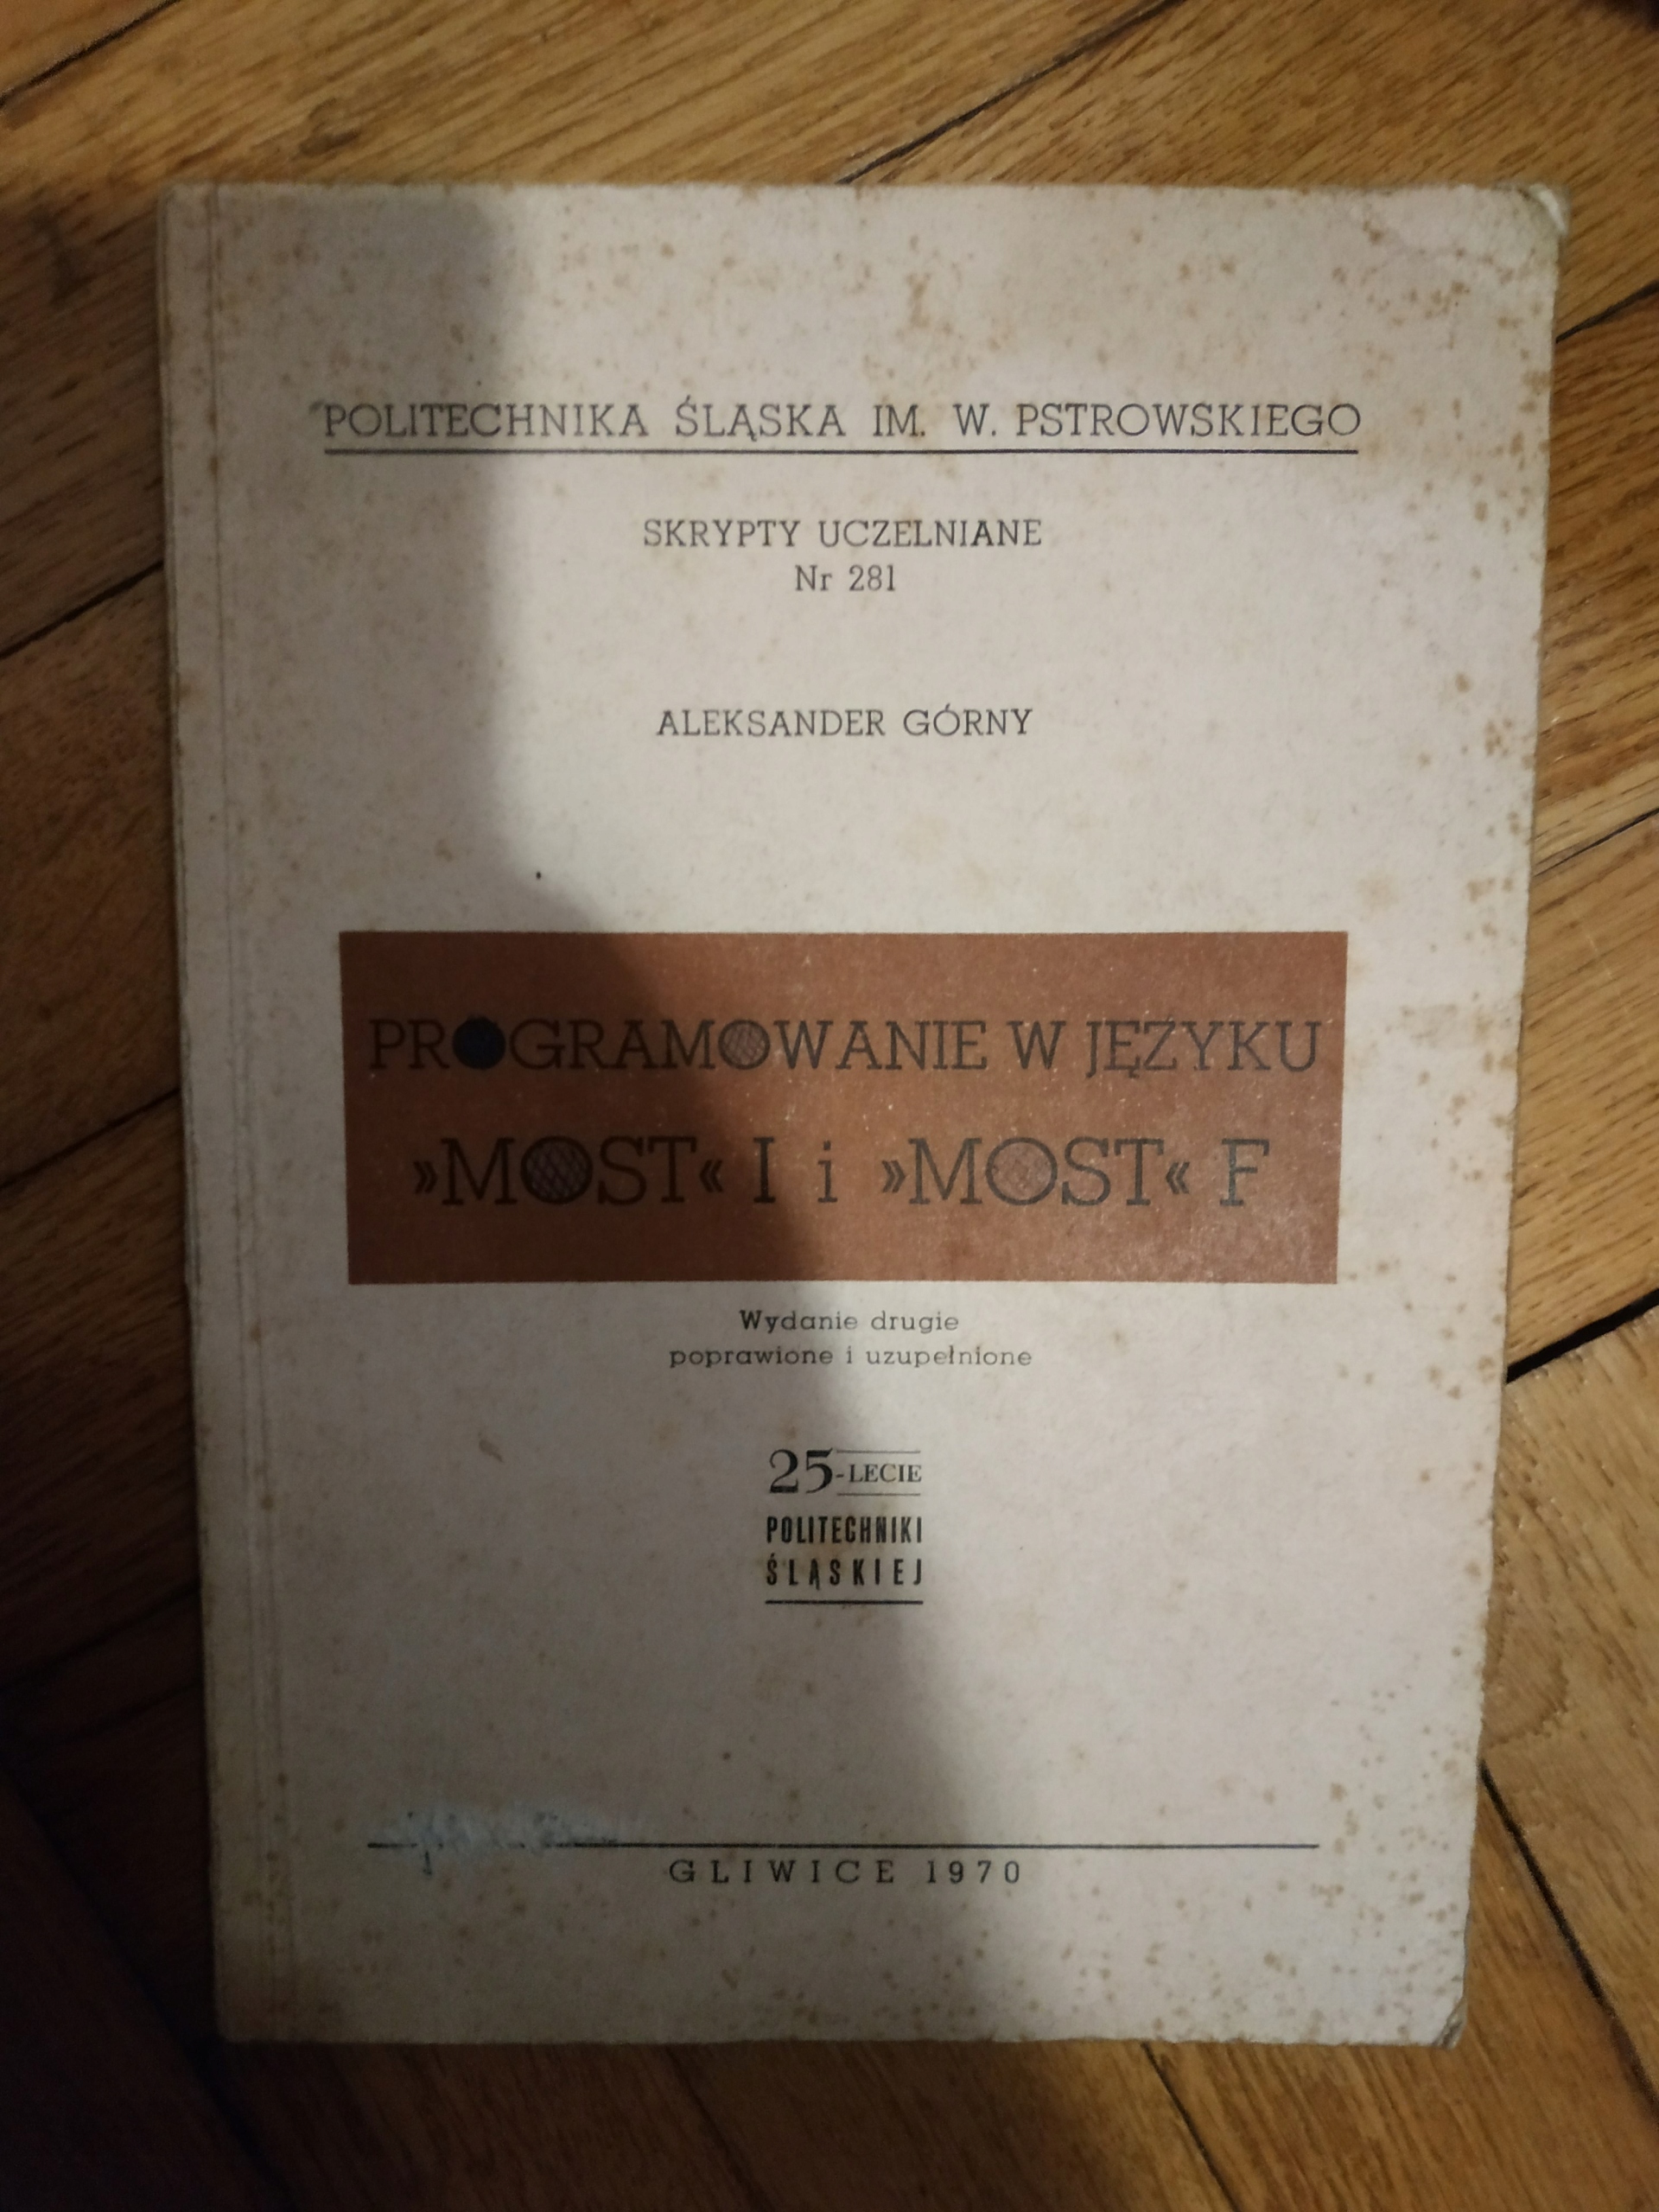 POLITECHNIKA ŚLĄSKA IM. W. PSTROWSKIEGO
SKRYPTY UCZELNIANE
Nr 281
ALEKSANDER GÓRNY
PROGRAMOWANIE W JĘZYKU
»MOST« I i »MOST« F
Wydanie drugie
poprawione i uzupełnione
25-LECIE
POLITECHNIKI
ŚLĄSKIEJ
GLIWICE 1970